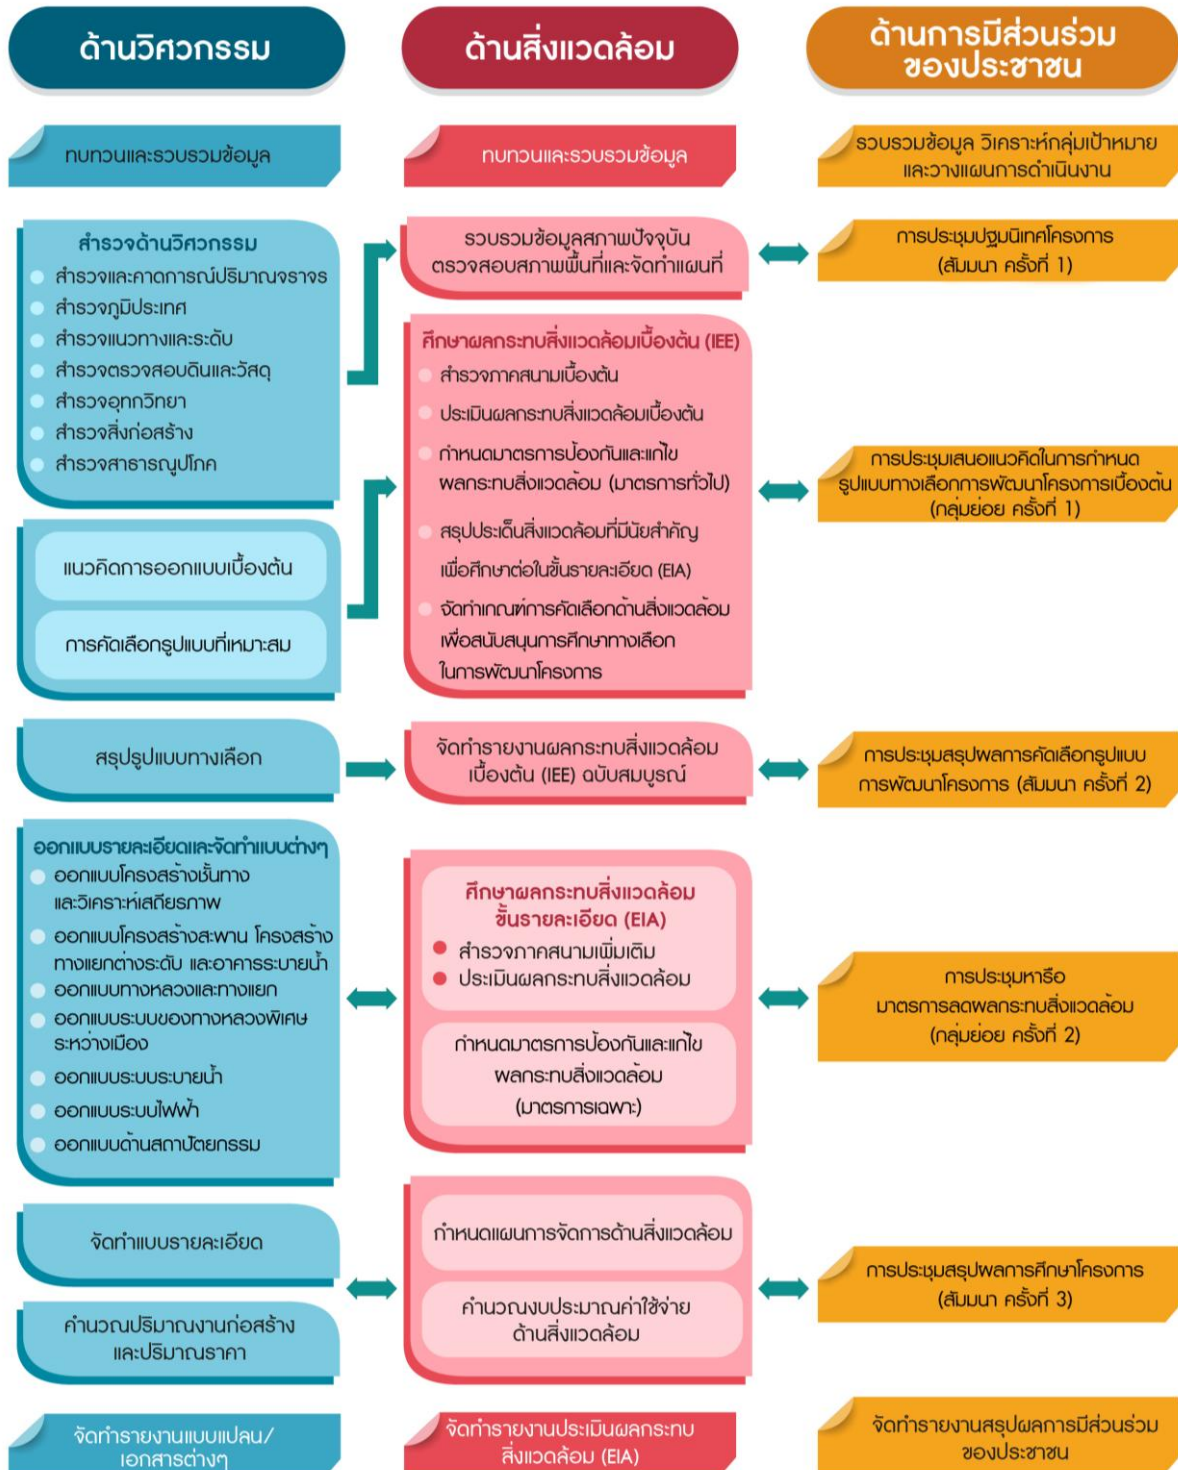 ด้านวิศวกรรม
ด้านสิ่งแวดล้อม
ด้านการมีส่วนร่วม
ของประชาชน
ทบทวนและรวบรวมข้อมูล
ทบทวนและรวบรวมข้อมูล
รวบรวมข้อมูล วิเคราะห์กลุ่มเป้าหมาย
และวางแผนการดำเนินงาน
สำรวจด้านวิศวกรรม
สำรวจและคาดการณ์ปริมาณจราจร
สำรวจภูมิประเทศ
สำรวจแนวทางและระดับ
สำรวจตรวจสอบดินและวัสดุ
สำรวจอุทกวิทยา
สำรวจสิ่งก่อสร้าง
สำรวจสาธารณูปโภค
รวบรวมข้อมูลสภาพปัจจุบัน
ตรวจสอบสภาพพื้นที่และจัดทำแผนที่
การประชุมปฐมนิเทศโครงการ
(สัมมนา ครั้งที่ 1)
ศึกษาผลกระทบสิ่งแวดล้อมเบื้องต้น (IEE)
สำรวจภาคสนามเบื้องต้น
ประเมินผลกระทบสิ่งแวดล้อมเบื้องต้น
กำหนดมาตรการป้องกันและแก้ไข
ผลกระทบสิ่งแวดล้อม (มาตรการทั่วไป)
สรุปประเด็นสิ่งแวดล้อมที่มีนัยสำคัญ
เพื่อศึกษาต่อในขั้นรายละเอียด (EIA)
จัดทำเกณฑ์การคัดเลือกด้านสิ่งแวดล้อม
เพื่อสนับสนุนการศึกษาทางเลือก
ในการพัฒนาโครงการ
การประชุมเสนอแนวคิดในการกำหนด
รูปแบบทางเลือกการพัฒนาโครงการเบื้องต้น
(กลุ่มย่อย ครั้งที่ 1)
แนวคิดการออกแบบเบื้องต้น
การคัดเลือกรูปแบบที่เหมาะสม
สรุปรูปแบบทางเลือก
จัดทำรายงานผลกระทบสิ่งแวดล้อม
เบื้องต้น (IEE) ฉบับสมบูรณ์
การประชุมสรุปผลการคัดเลือกรูปแบบ
การพัฒนาโครงการ (สัมมนา ครั้งที่ 2)
ออกแบบรายละเอียดและจัดทำแบบต่างๆ
ออกแบบโครงสร้างชั้นทาง
และวิเคราะห์เสถียรภาพ
ออกแบบโครงสร้างสะพาน โครงสร้าง
ทางแยกต่างระดับ และอาคารระบายน้ำ
ออกแบบทางหลวงและทางแยก
ออกแบบระบบของทางหลวงพิเศษ
ระหว่างเมือง
ออกแบบระบบระบายน้ำ
ออกแบบระบบไฟฟ้า
ออกแบบด้านสถาปัตยกรรม
ศึกษาผลกระทบสิ่งแวดล้อม
ขั้นรายละเอียด (EIA)
สำรวจภาคสนามเพิ่มเติม
ประเมินผลกระทบสิ่งแวดล้อม
กำหนดมาตรการป้องกันและแก้ไข
ผลกระทบสิ่งแวดล้อม
(มาตรการเฉพาะ)
การประชุมหารือ
มาตรการลดผลกระทบสิ่งแวดล้อม
(กลุ่มย่อย ครั้งที่ 2)
จัดทำแบบรายละเอียด
คำนวณปริมาณงานก่อสร้าง
และปริมาณราคา
กำหนดแผนการจัดการด้านสิ่งแวดล้อม
คำนวณงบประมาณค่าใช้จ่าย
ด้านสิ่งแวดล้อม
การประชุมสรุปผลการศึกษาโครงการ
(สัมมนา ครั้งที่ 3)
จัดทำรายงานแบบแปลน/
เอกสารต่างๆ
จัดทำรายงานประเมินผลกระทบ
สิ่งแวดล้อม (EIA)
จัดทำรายงานสรุปผลการมีส่วนร่วม
ของประชาชน